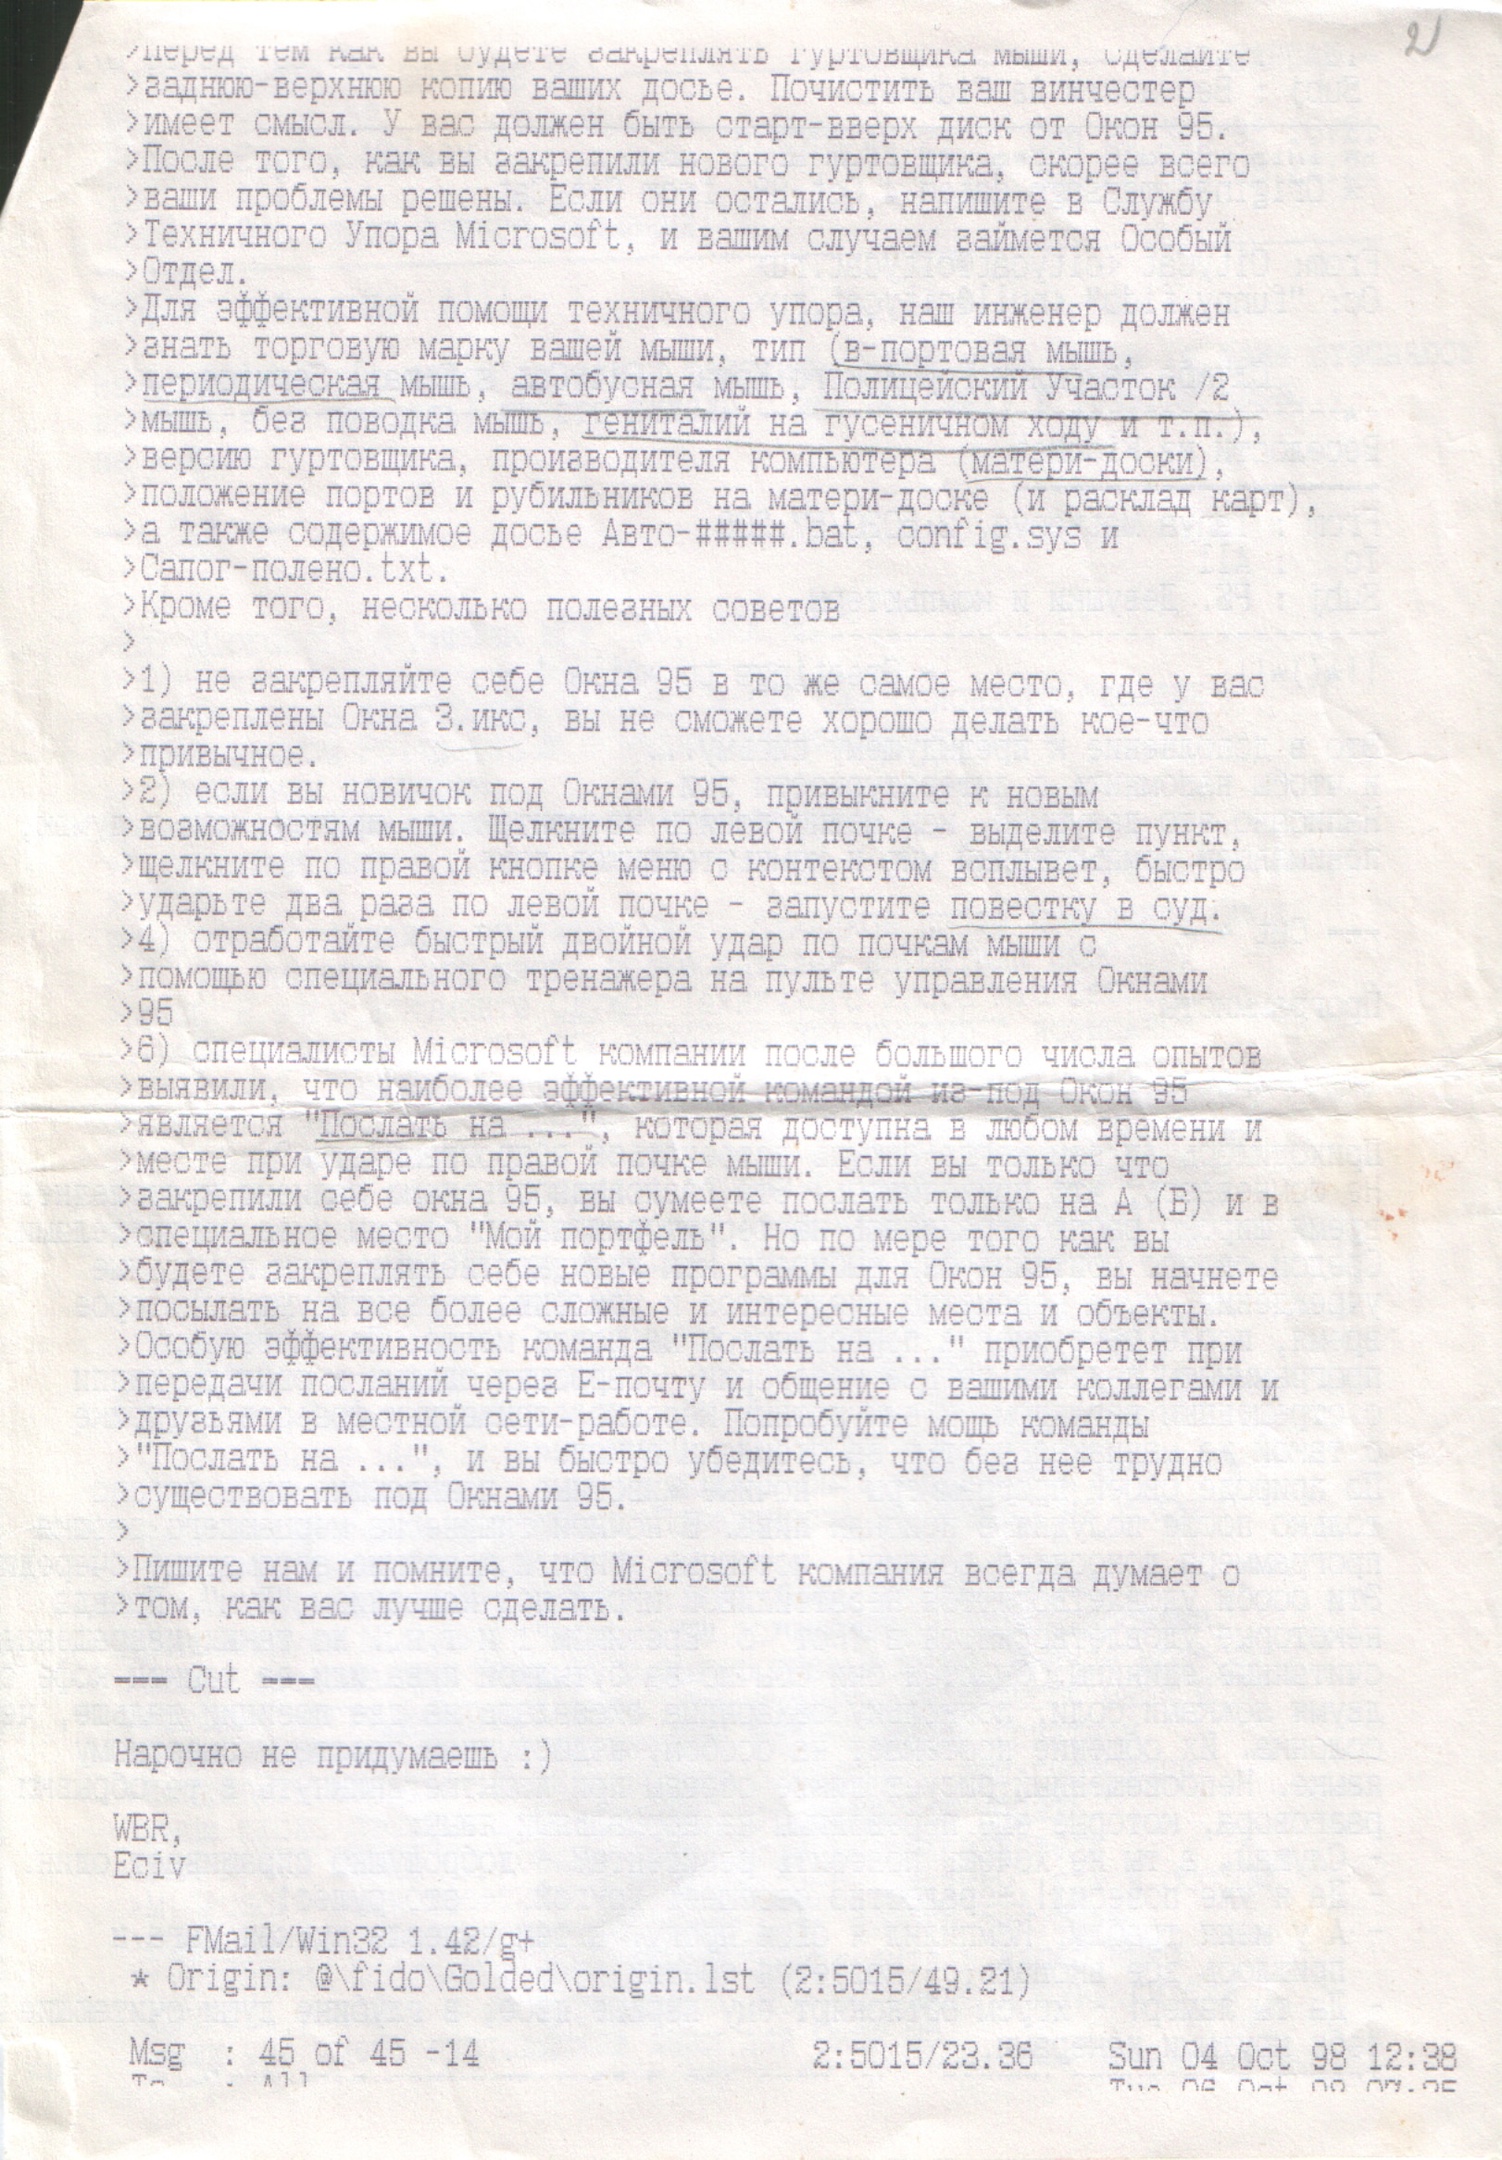 2
>перед тем как вы будете закреплять гуртовщика мыши, сделайте
>заднюю-верхнюю копию ваших досье. Почистить ваш винчестер
>имеет смысл. У вас должен быть старт-вверх диск от Окон 95.
>После того, как вы закрепили нового гуртовщика, скорее всего
>ваши проблемы решены. Если они остались, напишите в Службу
>Техничного Упора Microsoft, и вашим случаем займется Особый
>Отдел.
>Для эффективной помощи техничного упора, наш инженер должен
>знать торговую марку вашей мыши, тип (в-портовая мышь,
>периодическая мышь, автобусная мышь, Полицейский Участок /2
>мышь, без поводка мышь, гениталий на гусеничном ходу и т.п.),
>версию гуртовщика, производителя компьютера (матери-доски),
>положение портов и рубильников на матери-доске (и расклад карт),
>а также содержимое досье Авто-#####.bat, config.sys и
>Сапог-полено.txt.
>Кроме того, несколько полезных советов
>
>1) не закрепляйте себе Окна 95 в то же самое место, где у вас
>закреплены Окна 3.икс, вы не сможете хорошо делать кое-что
>привычное.
>2) если вы новичок под Окнами 95, привыкните к новым
>возможностям мыши. Щелкните по левой почке - выделите пункт,
>щелкните по правой кнопке меню с контекстом всплывет, быстро
>ударьте два раза по левой почке - запустите повестку в суд.
>4) отработайте быстрый двойной удар по почкам мыши с
>помощью специального тренажера на пульте управления Окнами
>95
>6) специалисты Microsoft компании после большого числа опытов
>выявили, что наиболее эффективной командой из-под Окон 95
>является "Послать на ...", которая доступна в любом времени и
>месте при ударе по правой почке мыши. Если вы только что
>закрепили себе окна 95, вы сумеете послать только на А (Б) и в
>специальное место "Мой портфель". Но по мере того как вы
>будете закреплять себе новые программы для Окон 95, вы начнете
>посылать на все более сложные и интересные места и объекты.
>Особую эффективность команда "Послать на ..." приобретет при
>передачи посланий через Е-почту и общение с вашими коллегами и
>друзьями в местной сети-работе. Попробуйте мощь команды
>"Послать на ...", и вы быстро убедитесь, что без нее трудно
>существовать под Окнами 95.
>
>Пишите нам и помните, что Microsoft компания всегда думает о
>том, как вас лучше сделать.
=== Cut ===
Нарочно не придумаешь :)
WBR,
Eciv
--- FMail/Win32 1.42/g+
* Origin: @\fido\Golded\origin.lst (2:5015/49.21)
Msg : 45 of 45 -14 2:5015/23.36 Sun 04 Oct 98 12:38
To : All Tue 06 Oct 98